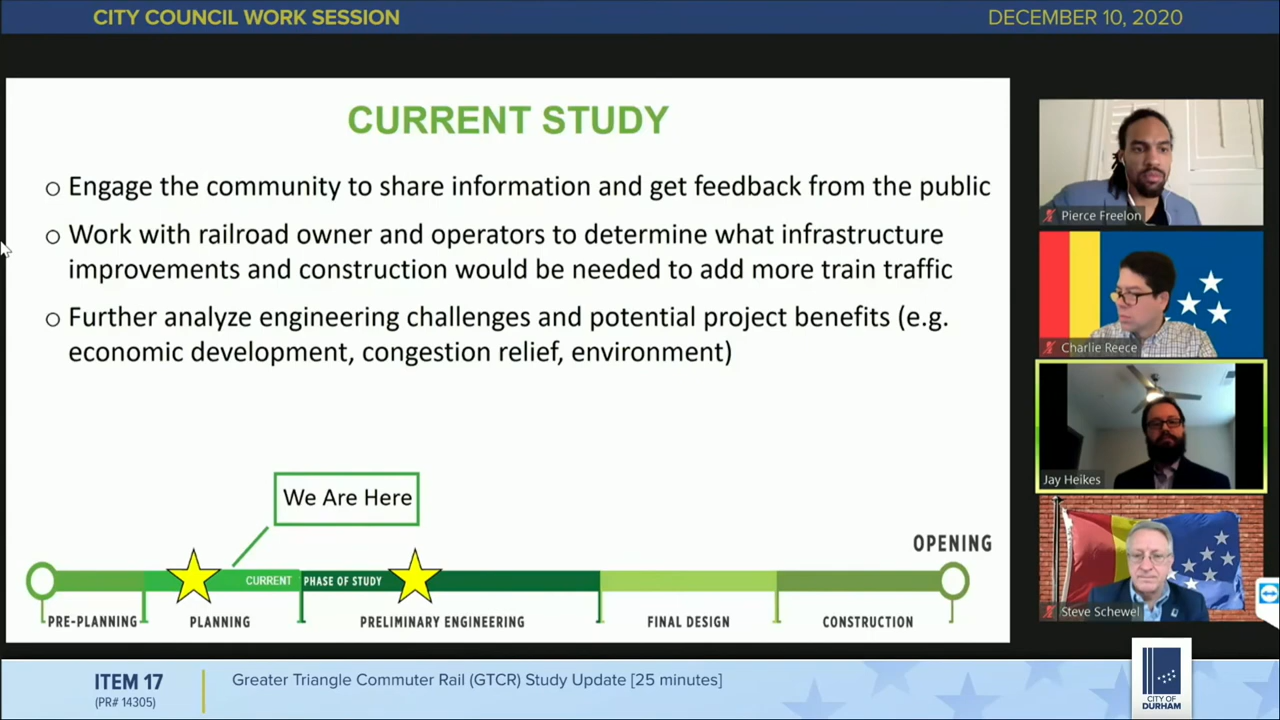 CITY COUNCIL WORK SESSION
DECEMBER 10, 2020
CURRENT STUDY
Engage the community to share information and get feedback from the public
Work with railroad owner and operators to determine what infrastructure
improvements and construction would be needed to add more train traffic
Further analyze engineering challenges and potential project benefits (e.g.
economic development, congestion relief, environment)
We Are Here
OPENING
CURRENT PHASE OF STUDY
PRE-PLANNING
PLANNING
PRELIMINARY ENGINEERING
FINAL DESIGN
CONSTRUCTION
Pierce Freelon
Charlie Reece
Jay Heikes
Steve Schewel
ITEM 17
(PR# 14305)
Greater Triangle Commuter Rail (GTCR) Study Update [25 minutes]
CITY OF
DURHAM